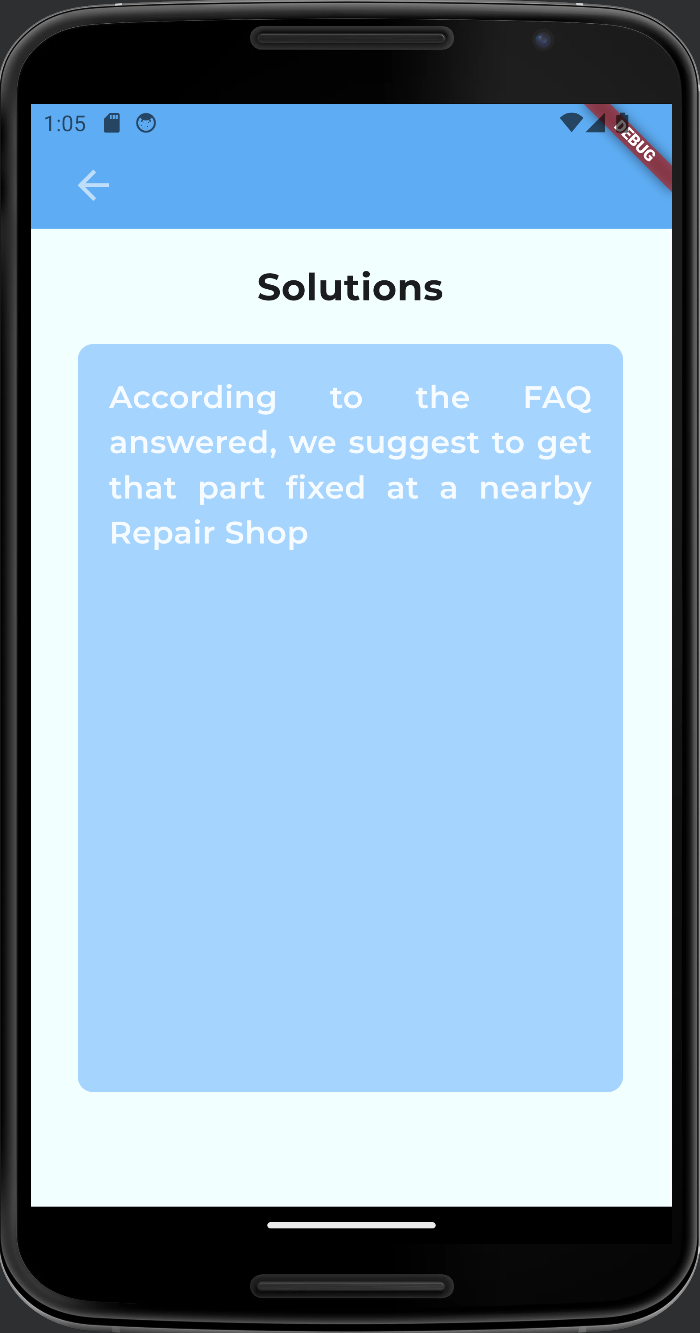 1:05
DEBUG
Solutions
According to the FAQ
answered, we suggest to get
that part fixed at a nearby
Repair Shop